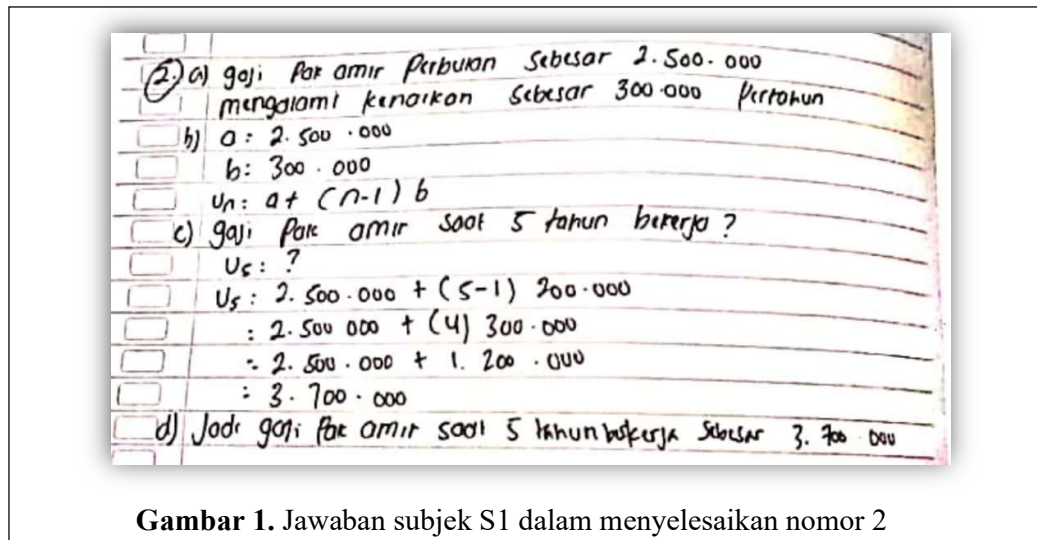 2.) a) gaji Pak amir Perbulan Sebesar 2.500.000
mengalami kenaikan Sebesar 300.000 Pertahun
b) a : 2.500.000
b : 300.000
Un : a + (n-1) b
c) gaji Pak amir Saat 5 tahun bekerja ?
U5 : ?
U5 : 2.500.000 + (5-1) 300.000
: 2.500 000 + (4) 300.000
: 2.500.000 + 1.200.000
: 3.700.000
d) Jadi gaji Pak amir saat 5 tahun bekerja Sebesar 3.700.000
Gambar 1. Jawaban subjek S1 dalam menyelesaikan nomor 2